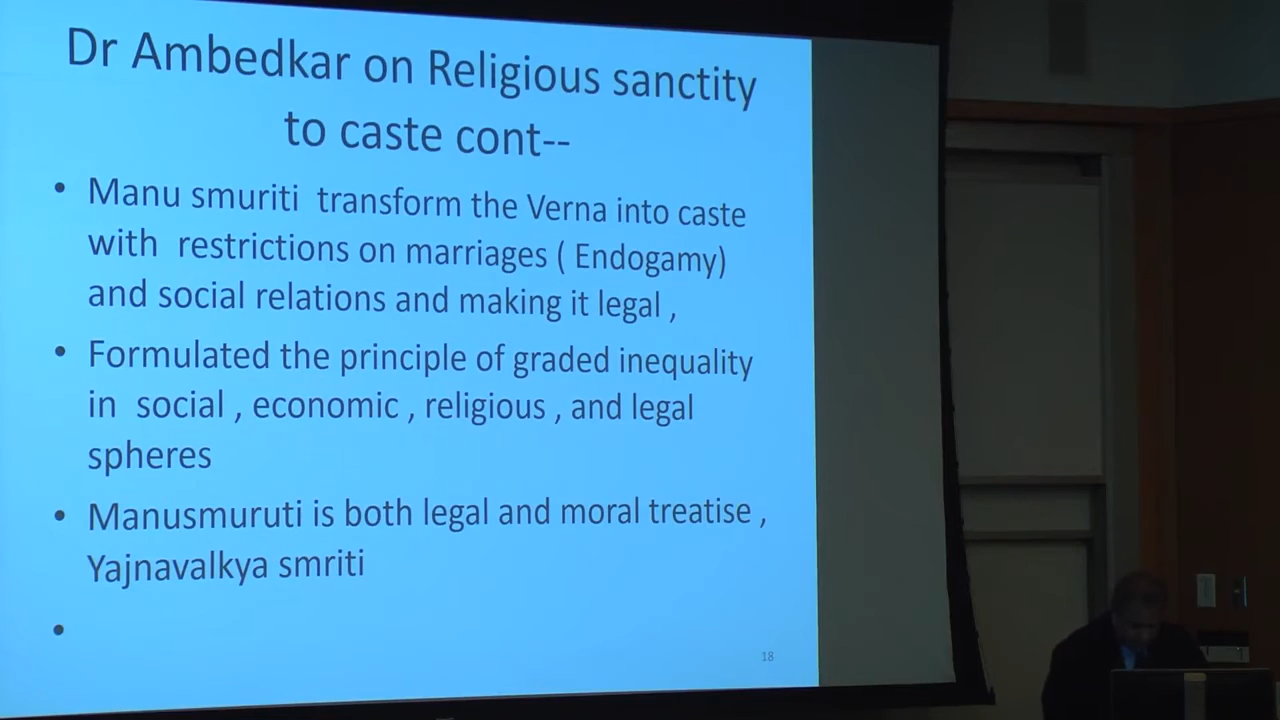 Dr Ambedkar on Religious sanctity
to caste cont--
• Manu smuriti transform the Verna into caste
with restrictions on marriages ( Endogamy)
and social relations and making it legal ,
• Formulated the principle of graded inequality
in social , economic , religious , and legal
spheres
• Manusmuruti is both legal and moral treatise ,
Yajnavalkya smriti
•
18